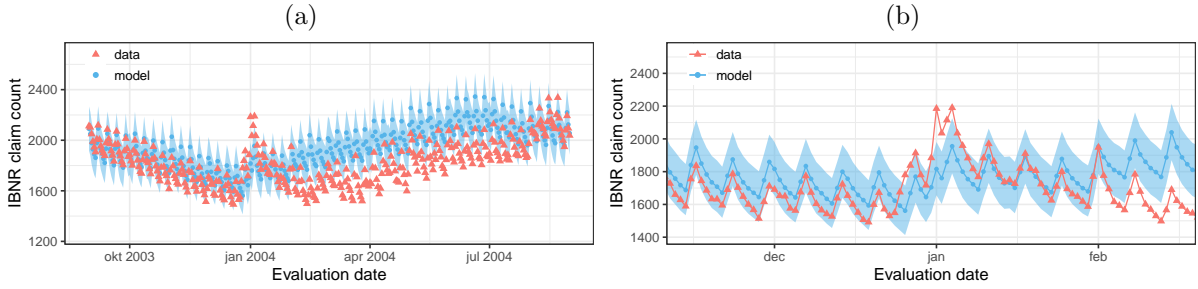 (a)
IBNR claim count
2400
2000
1600
1200
data
model
okt 2003
jan 2004
apr 2004
jul 2004
Evaluation date
(b)
IBNR claim count
2400
2200
2000
1800
1600
1400
data
model
dec
jan
feb
Evaluation date